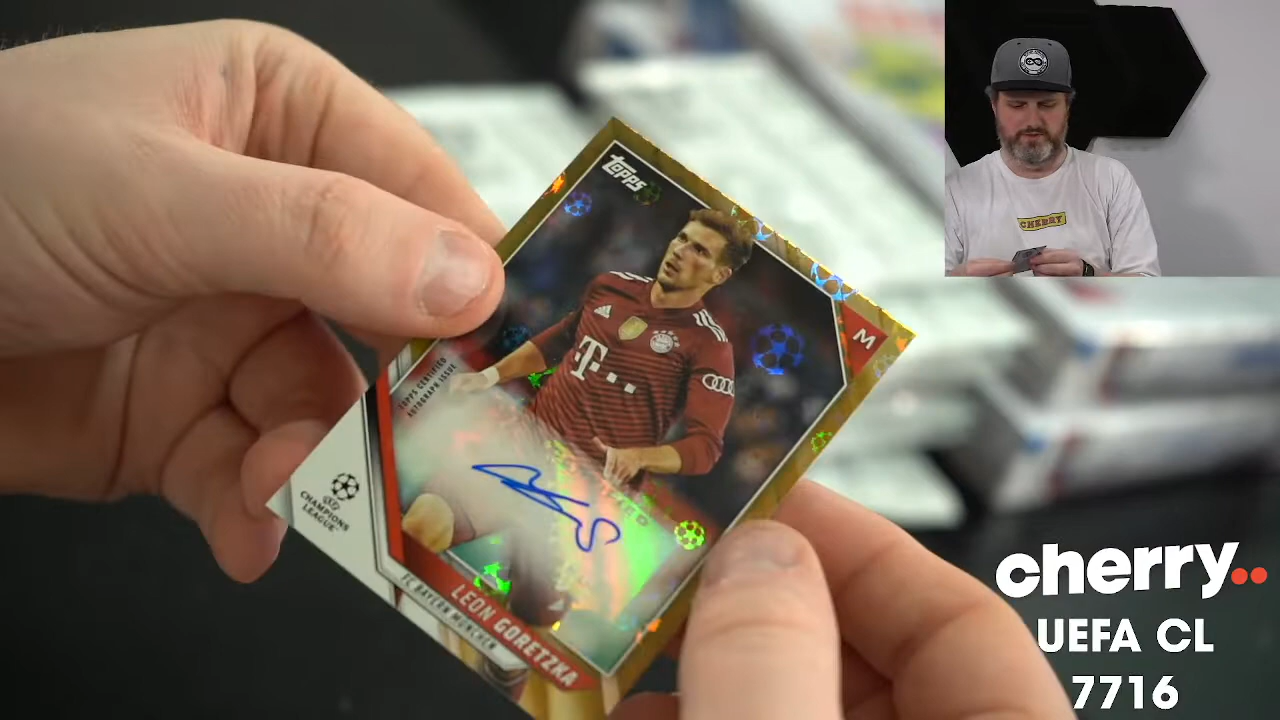 Topps
M
TOPPS CERTIFIED
AUTOGRAPH ISSUE
T
CHAMPIONS
LEAGUE
LEON GORETZKA
FC BAYERN MÜNCHEN
CHERRY
cherry..
UEFA CL
7716